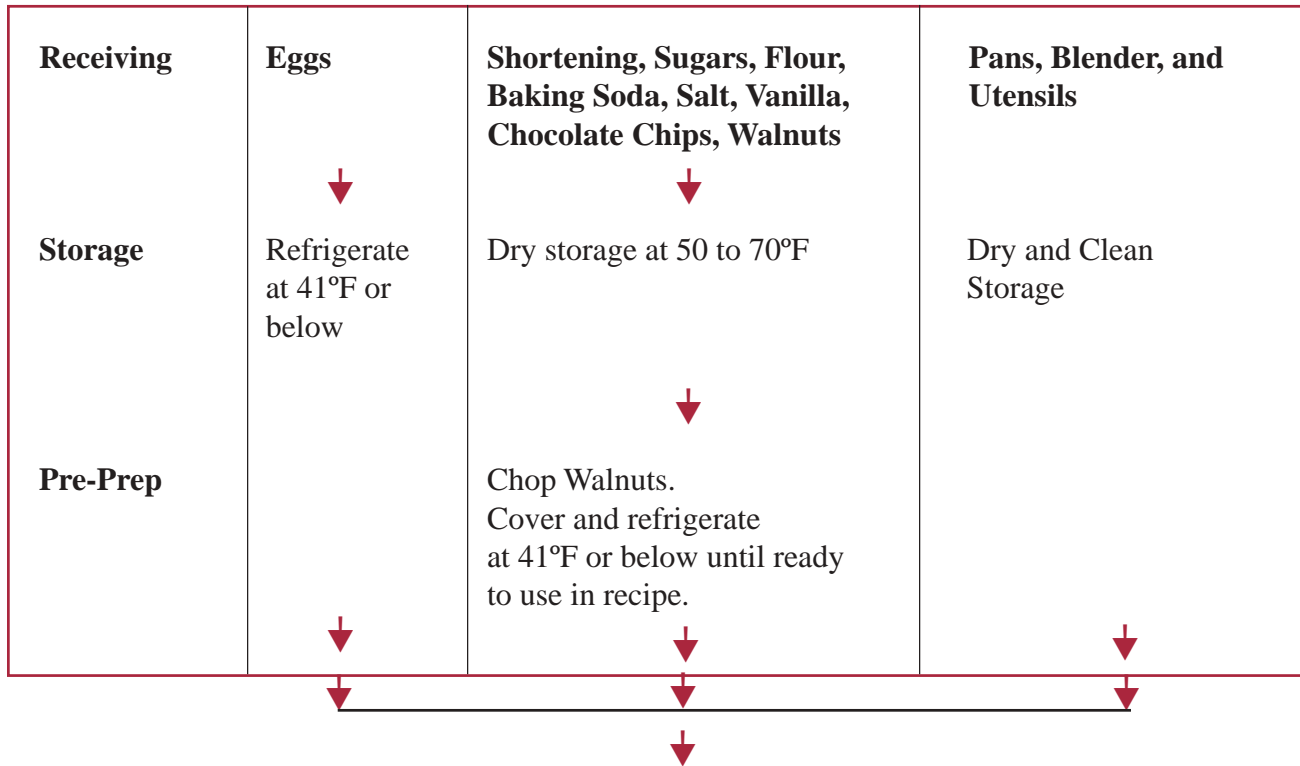 Receiving
Eggs
Shortening, Sugars, Flour,
Baking Soda, Salt, Vanilla,
Chocolate Chips, Walnuts
Pans, Blender, and
Utensils
Storage
Refrigerate
at 41ºF or
below
Dry storage at 50 to 70ºF
Dry and Clean
Storage
Pre-Prep
Chop Walnuts.
Cover and refrigerate
at 41ºF or below until ready
to use in recipe.